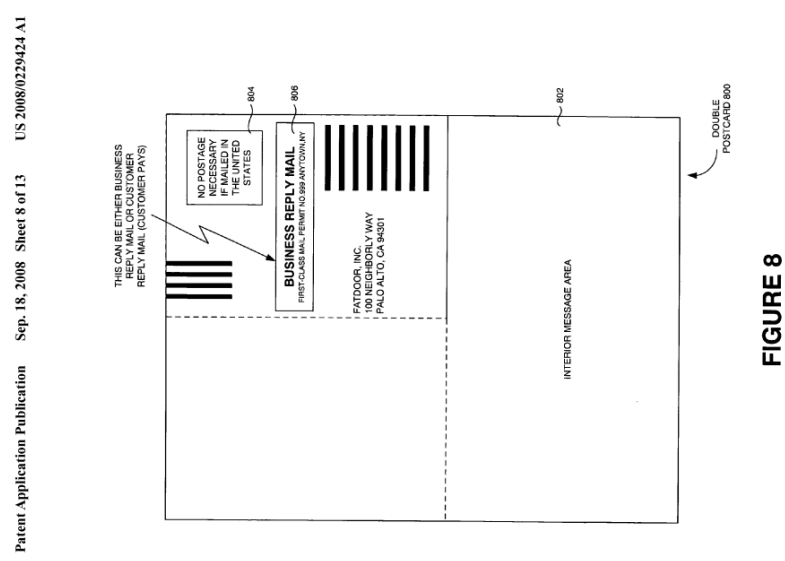 Patent Application Publication Sep. 18, 2008 Sheet 8 of 13 US 2008/0229424 A1
THIS CAN BE EITHER BUSINESS
REPLY MAIL OR CUSTOMER
REPLY MAIL (CUSTOMER PAYS)
NO POSTAGE
NECESSARY
IF MAILED IN
THE UNITED
STATES
804
BUSINESS REPLY MAIL
FIRST-CLASS MAIL PERMIT NO.999 ANYTOWN,NY
806
FATDOOR, INC.
100 NEIGHBORLY WAY
PALO ALTO, CA 94301
802
INTERIOR MESSAGE AREA
DOUBLE
POSTCARD 800
FIGURE 8